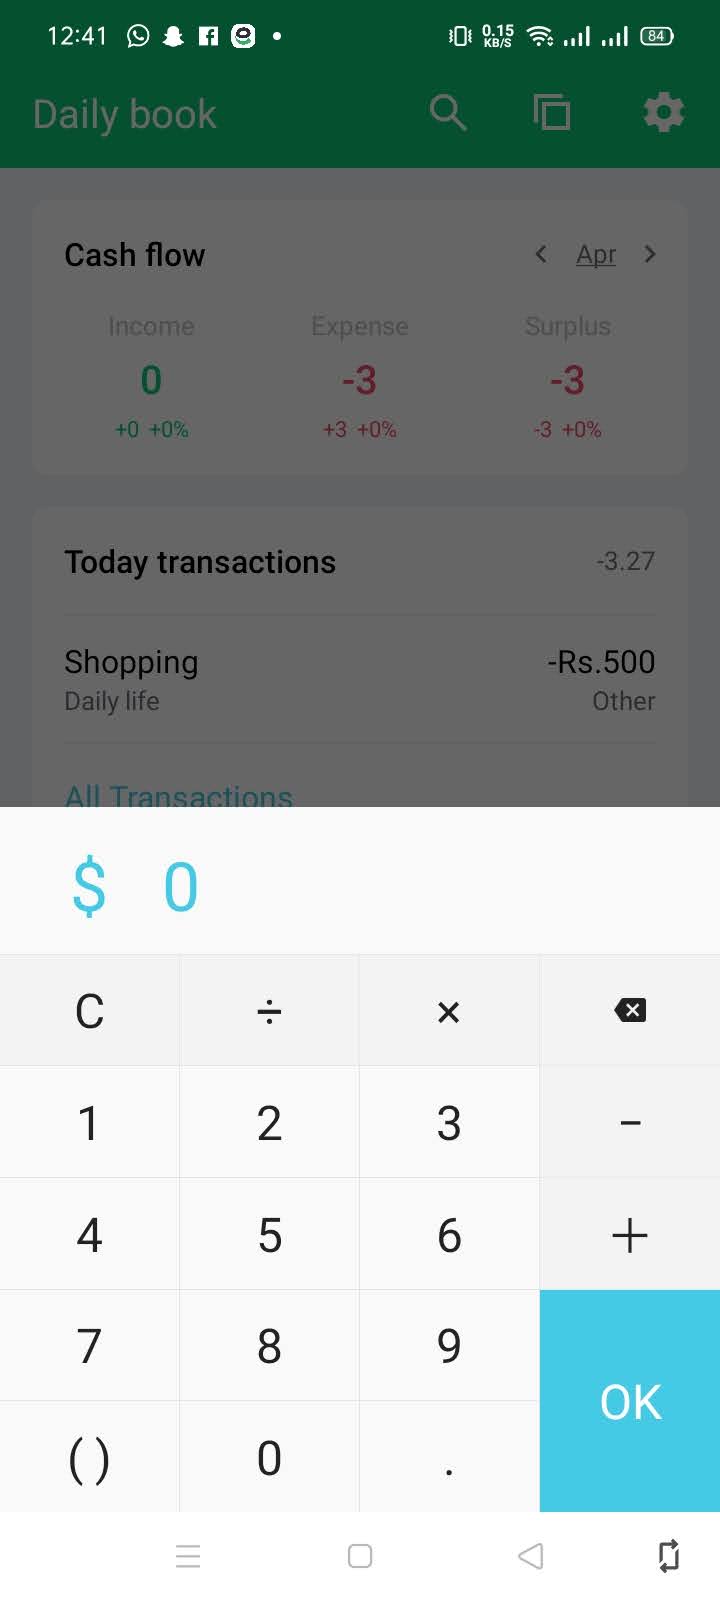 12:41 0.15 KB/S 84
Daily book
Cash flow < Apr >
Income Expense Surplus
0 -3 -3
+0 +0% +3 +0% -3 +0%
Today transactions -3.27
Shopping -Rs.500
Daily life Other
All Transactions
$ 0
C ÷ ×
1 2 3 −
4 5 6 +
7 8 9
OK
( ) 0 .